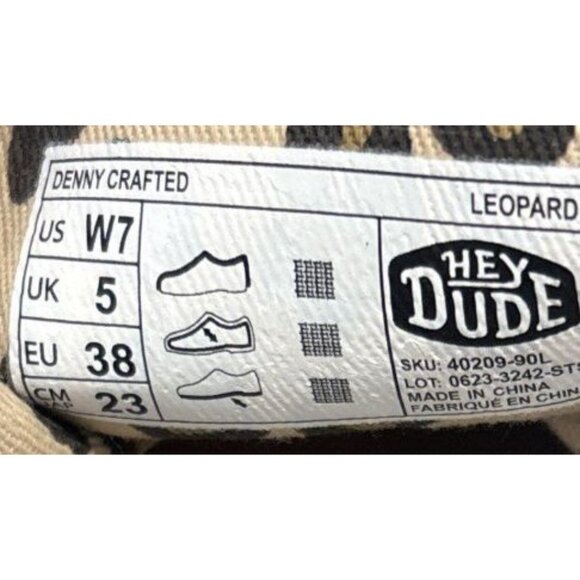 DENNY CRAFTED
LEOPARD
US W7
UK 5
EU 38
CM 23
HEY
DUDE
SKU: 40209-90L
LOT: 0623-3242-STS
MADE IN CHINA
FABRIQUÉ EN CHIN